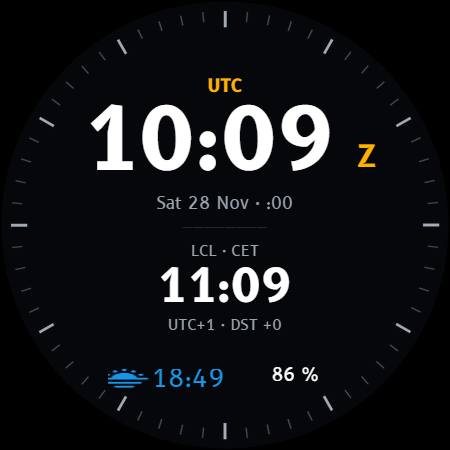 UTC
10:09 Z
Sat 28 Nov · :00
LCL · CET
11:09
UTC+1 · DST +0
18:49 86 %